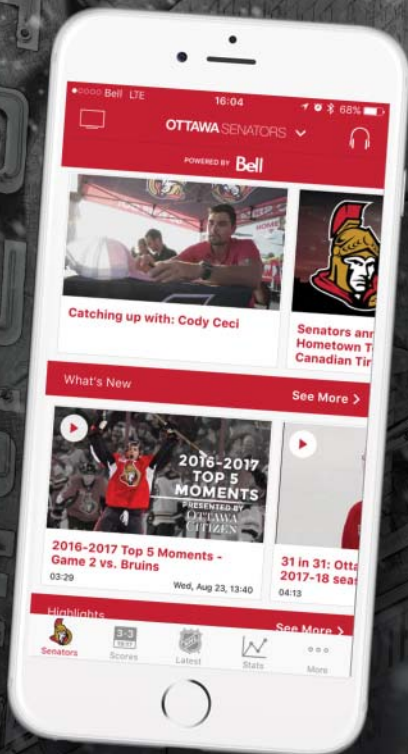 Bell LTE 16:04 68%
OTTAWA SENATORS
POWERED BY Bell
Catching up with: Cody Ceci
Senators ann
Hometown T
Canadian Tir
What's New See More >
2016-2017
TOP 5
MOMENTS
PRESENTED BY
OTTAWA
CITIZEN
2016-2017 Top 5 Moments -
Game 2 vs. Bruins
03:29 Wed, Aug 23, 13:40
31 in 31: Otta
2017-18 seas
04:13
Highlights See More >
3-3
Senators Scores Latest Stats More